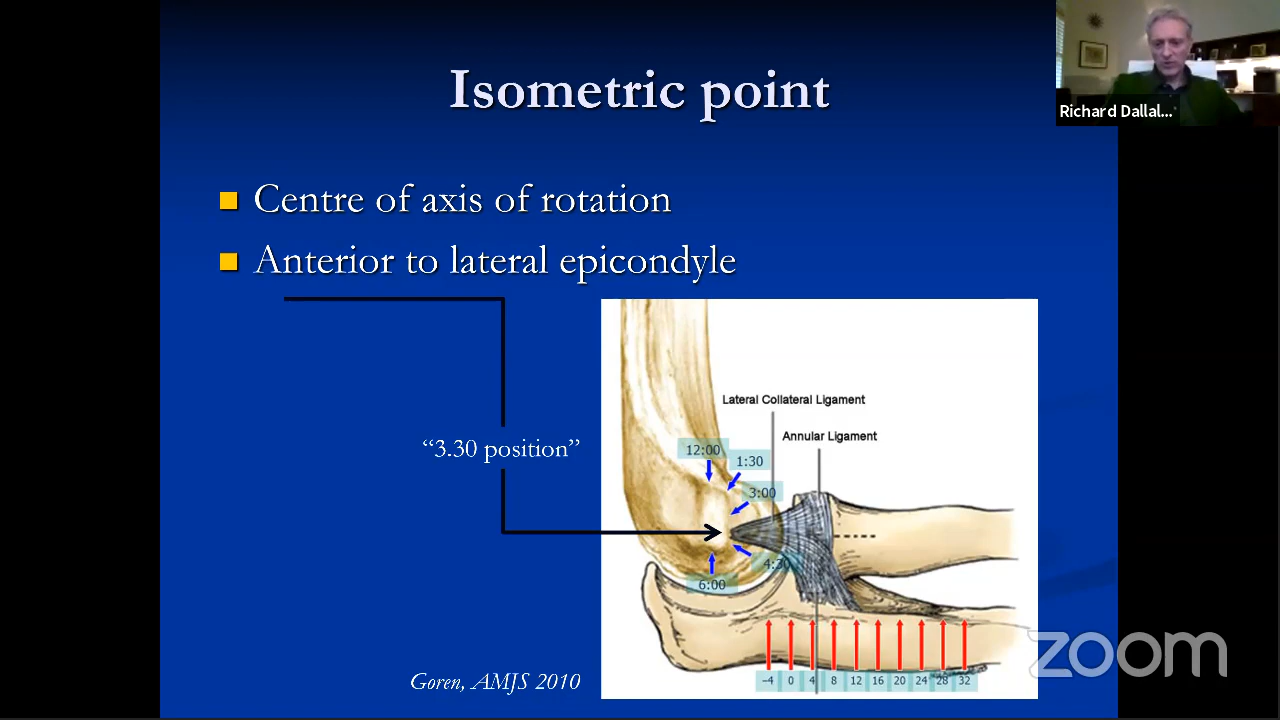 Isometric point
Richard Dallal...
Centre of axis of rotation
Anterior to lateral epicondyle
Lateral Collateral Ligament
Annular Ligament
"3.30 position"
12:00
1:30
3:00
4:30
6:00
-4 0 4 8 12 16 20 24 28 32
Goren, AMJS 2010
zoom